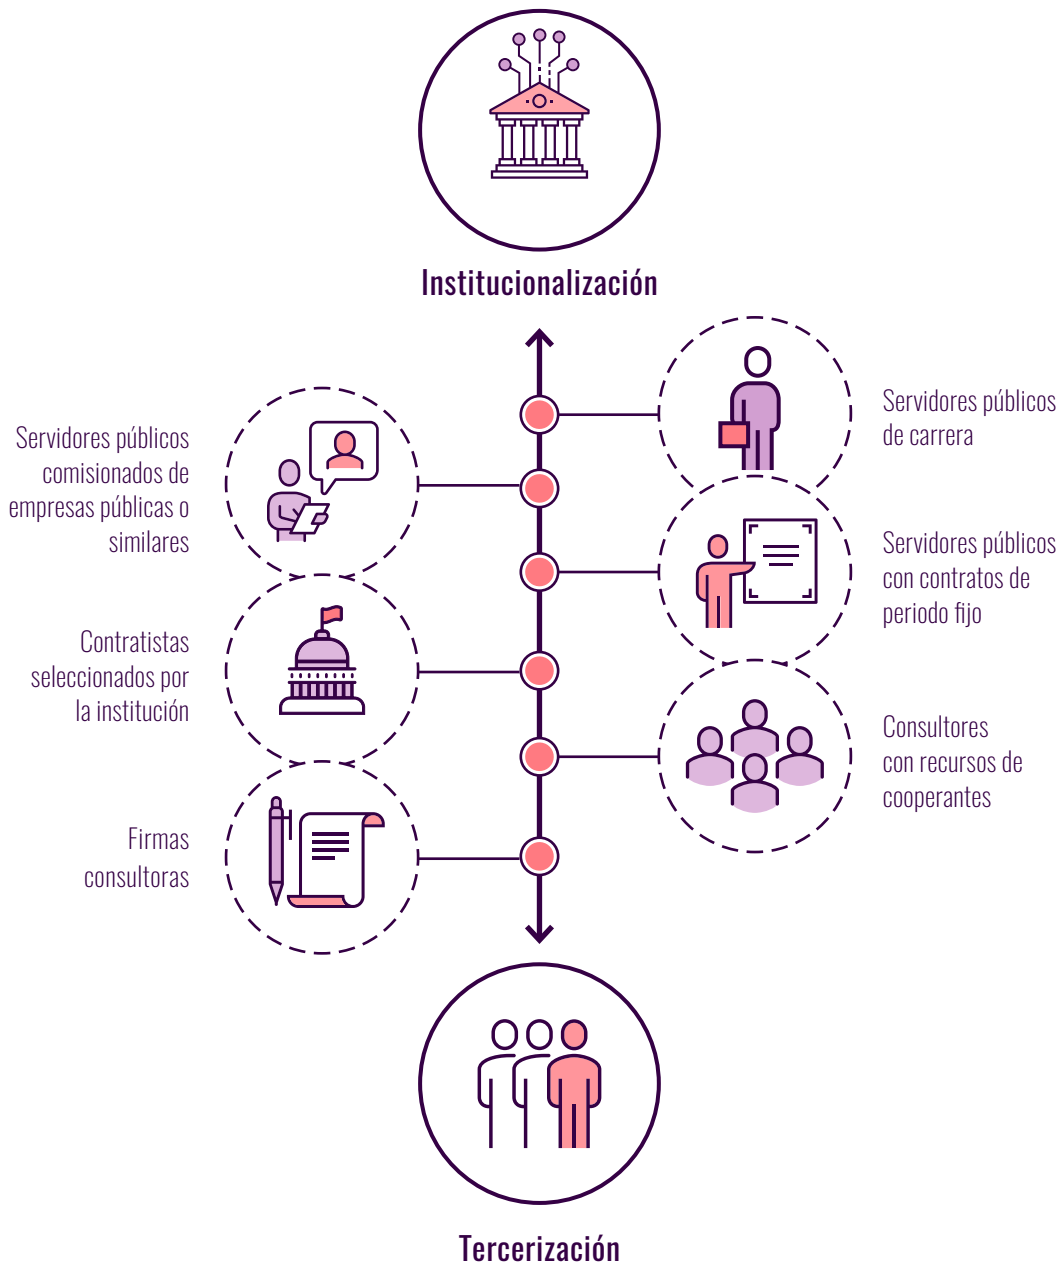 Institucionalización
Servidores públicos
de carrera
Servidores públicos
comisionados de
empresas públicas o
similares
Servidores públicos
con contratos de
periodo fijo
Contratistas
seleccionados por
la institución
Consultores
con recursos de
cooperantes
Firmas
consultoras
Tercerización